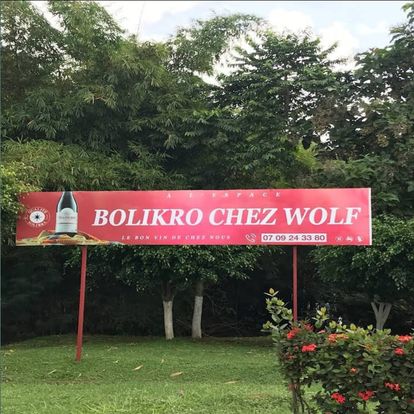 A L'ESPACE
BOLIKRO CHEZ WOLF
LE BON VIN DE CHEZ NOUS
07 09 24 33 80